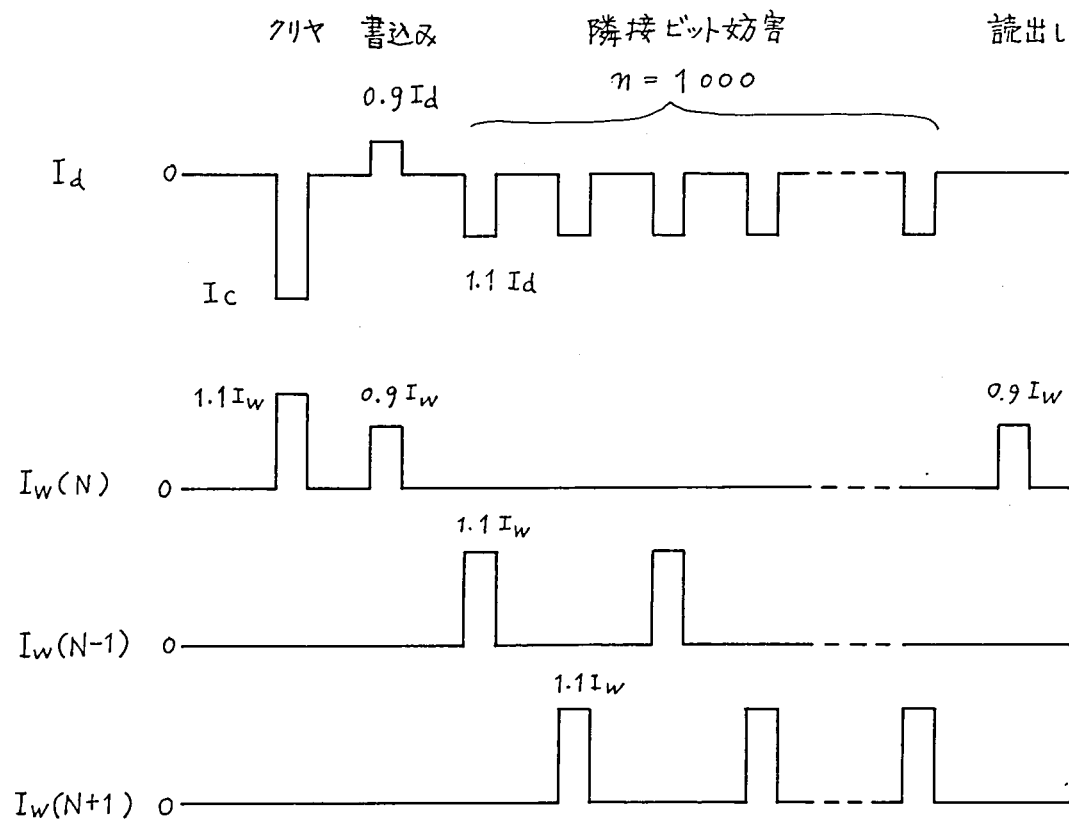 クリヤ 書込み 隣接ビット妨害 読出し
n = 1000
0.9 Id
Id 0
1.1 Id
Ic
1.1 Iw 0.9 Iw 0.9 Iw
Iw(N) 0
1.1 Iw
Iw(N-1) 0
1.1 Iw
Iw(N+1) 0